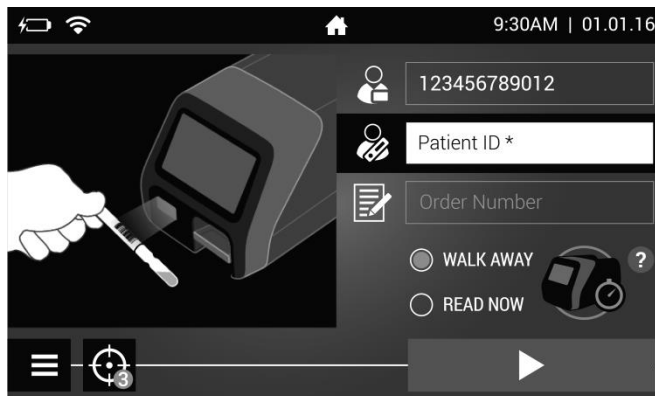 9:30AM | 01.01.16
123456789012
Patient ID *
Order Number
WALK AWAY
?
READ NOW
3